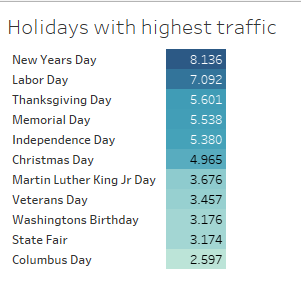 Holidays with highest traffic
New Years Day 8.136
Labor Day 7.092
Thanksgiving Day 5.601
Memorial Day 5.538
Independence Day 5.380
Christmas Day 4.965
Martin Luther King Jr Day 3.676
Veterans Day 3.457
Washingtons Birthday 3.176
State Fair 3.174
Columbus Day 2.597